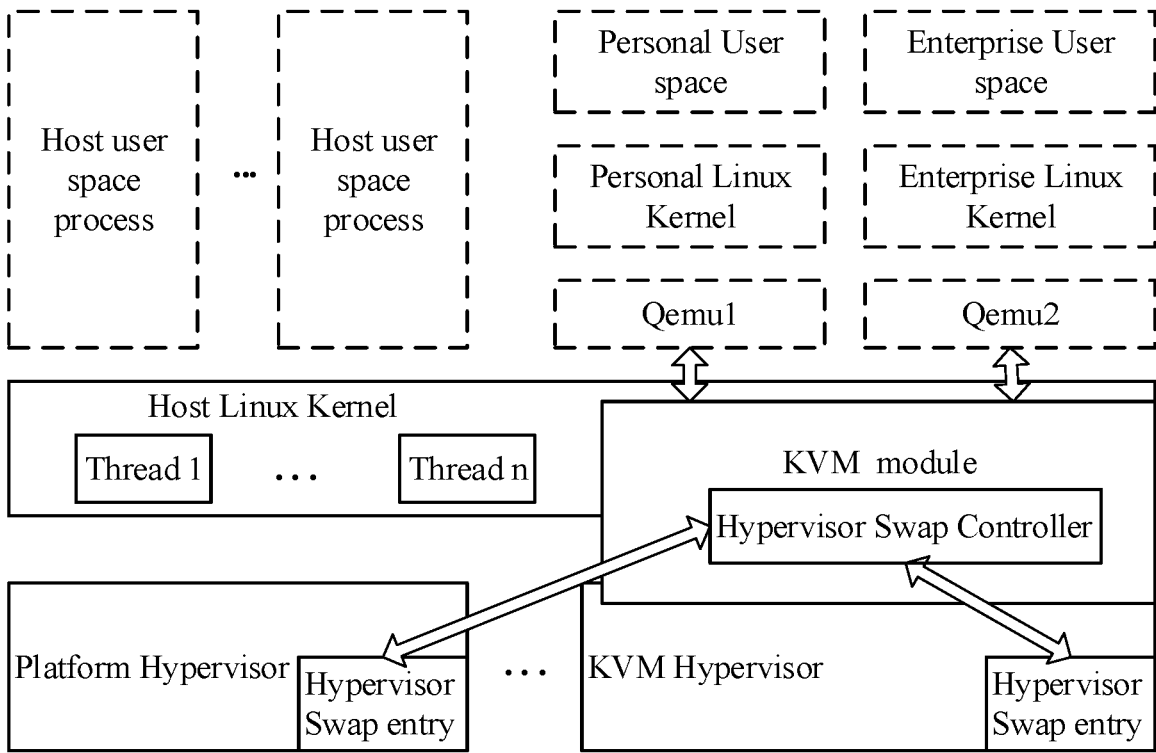 Host user
space
process
...
Host user
space
process
Personal User
space
Enterprise User
space
Personal Linux
Kernel
Enterprise Linux
Kernel
Qemu1
Qemu2
Host Linux Kernel
Thread 1
...
Thread n
KVM module
Hypervisor Swap Controller
Platform Hypervisor
Hypervisor
Swap entry
...
KVM Hypervisor
Hypervisor
Swap entry